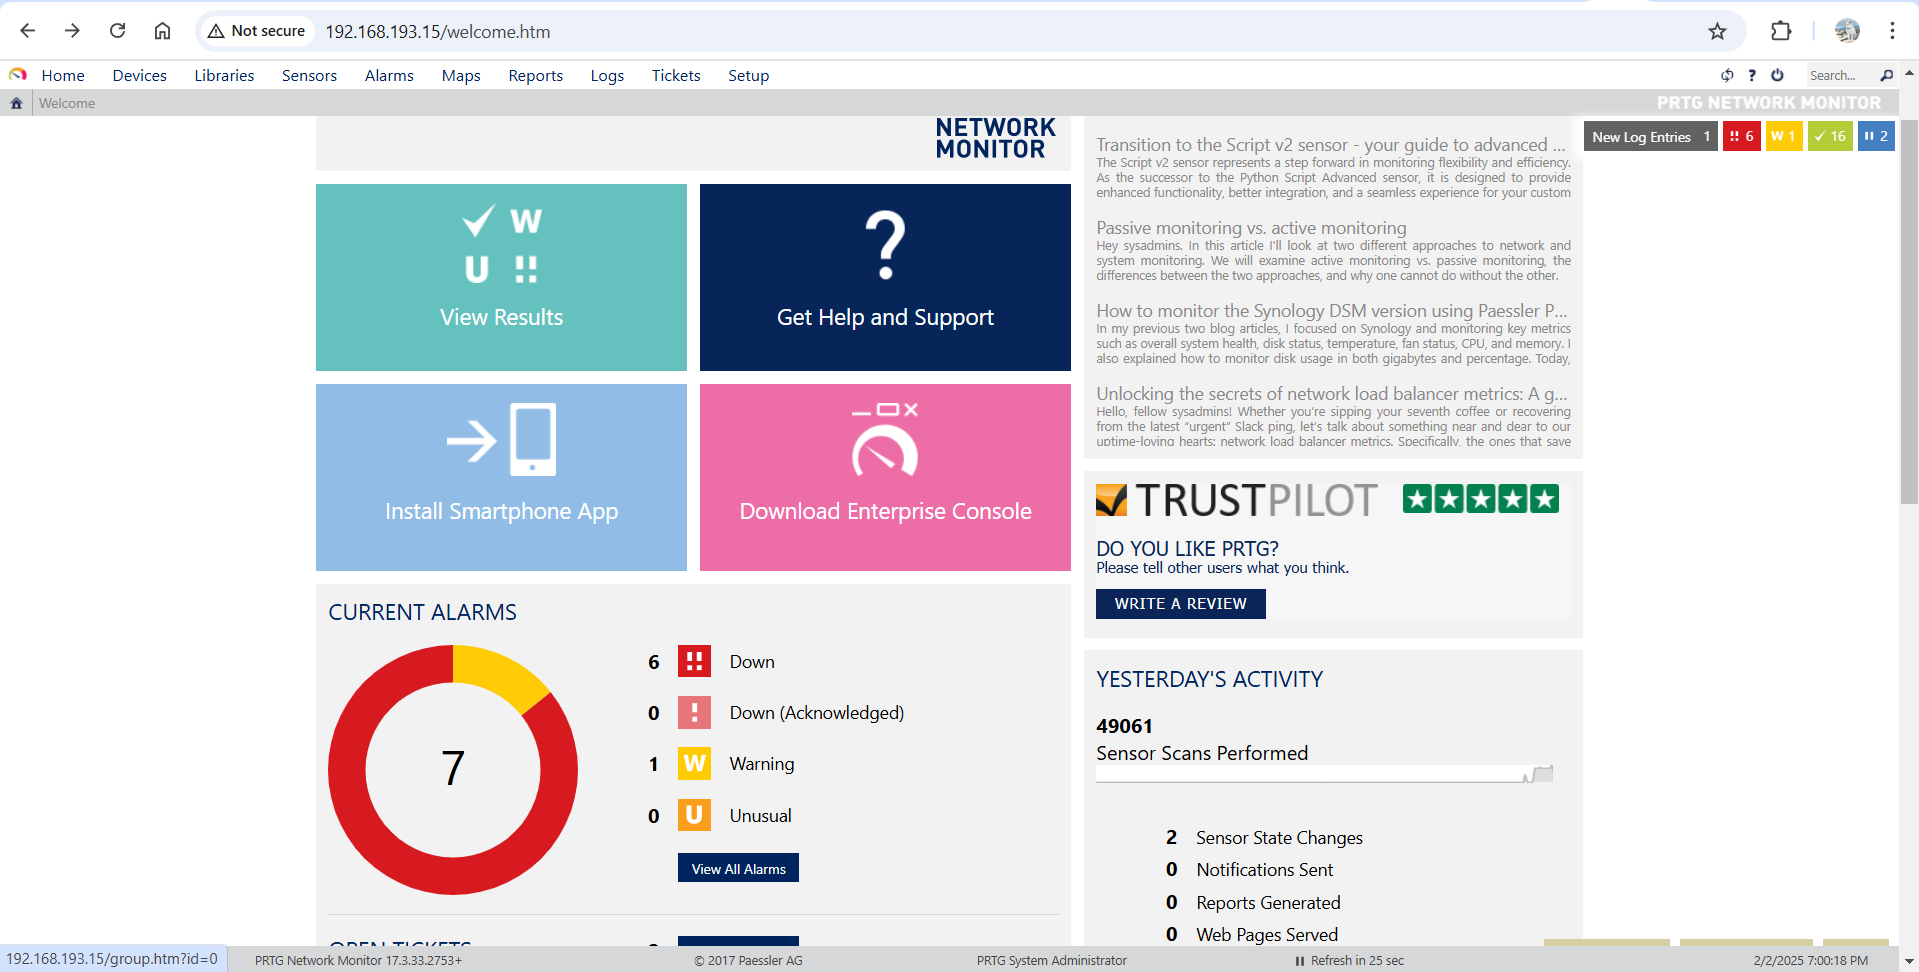 Not secure
192.168.193.15/welcome.htm
Home Devices Libraries Sensors Alarms Maps Reports Logs Tickets Setup
? Search...
Welcome
PRTG NETWORK MONITOR
New Log Entries 1 6 W 1 16 2
NETWORK
MONITOR
W
U
View Results
?
Get Help and Support
Install Smartphone App
Download Enterprise Console
Transition to the Script v2 sensor - your guide to advanced ...
The Script v2 sensor represents a step forward in monitoring flexibility and efficiency.
As the successor to the Python Script Advanced sensor, it is designed to provide
enhanced functionality, better integration, and a seamless experience for your custom
Passive monitoring vs. active monitoring
Hey sysadmins. In this article I'll look at two different approaches to network and
system monitoring. We will examine active monitoring vs. passive monitoring, the
differences between the two approaches, and why one cannot do without the other.
How to monitor the Synology DSM version using Paessler P...
In my previous two blog articles, I focused on Synology and monitoring key metrics
such as overall system health, disk status, temperature, fan status, CPU, and memory. I
also explained how to monitor disk usage in both gigabytes and percentage. Today,
Unlocking the secrets of network load balancer metrics: A g...
Hello, fellow sysadmins! Whether you're sipping your seventh coffee or recovering
from the latest "urgent" Slack ping, let's talk about something near and dear to our
uptime-loving hearts: network load balancer metrics. Specifically, the ones that save
TRUSTPILOT
DO YOU LIKE PRTG?
Please tell other users what you think.
WRITE A REVIEW
CURRENT ALARMS
7
6 !! Down
0 ! Down (Acknowledged)
1 W Warning
0 U Unusual
View All Alarms
OPEN TICKETS
YESTERDAY'S ACTIVITY
49061
Sensor Scans Performed
2 Sensor State Changes
0 Notifications Sent
0 Reports Generated
0 Web Pages Served
192.168.193.15/group.htm?id=0
PRTG Network Monitor 17.3.33.2753+
© 2017 Paessler AG
PRTG System Administrator
Refresh in 25 sec
2/2/2025 7:00:18 PM